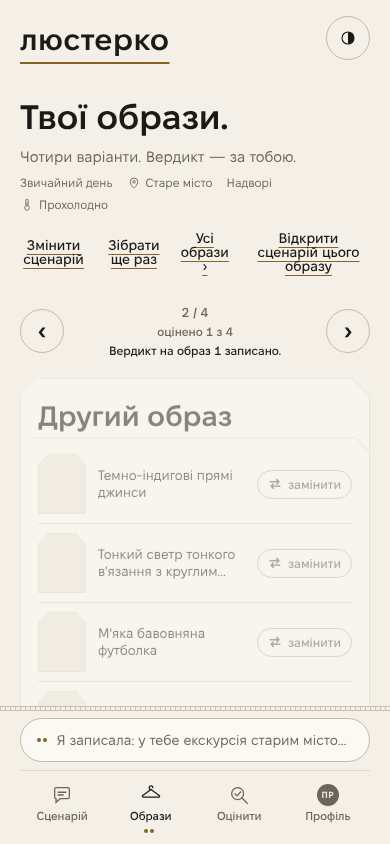 люстерко
Твої образи.
Чотири варіанти. Вердикт — за тобою.
Звичайний день Старе місто Надворі
Прохолодно
Змінити сценарій
Зібрати ще раз
Усі образи ›
Відкрити сценарій цього образу
‹
2 / 4
оцінено 1 з 4
Вердикт на образ 1 записано.
›
Другий образ
Темно-індигові прямі
джинси
замінити
Тонкий светр тонкого
в'язання з круглим…
замінити
М'яка бавовняна
футболка
замінити
Я записала: у тебе екскурсія старим місто…
Сценарій Образи Оцінити ПР Профіль